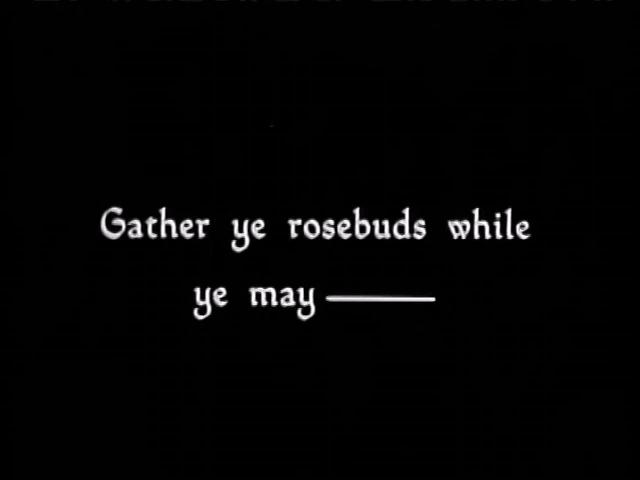 Gather ye rosebuds while
ye may ———